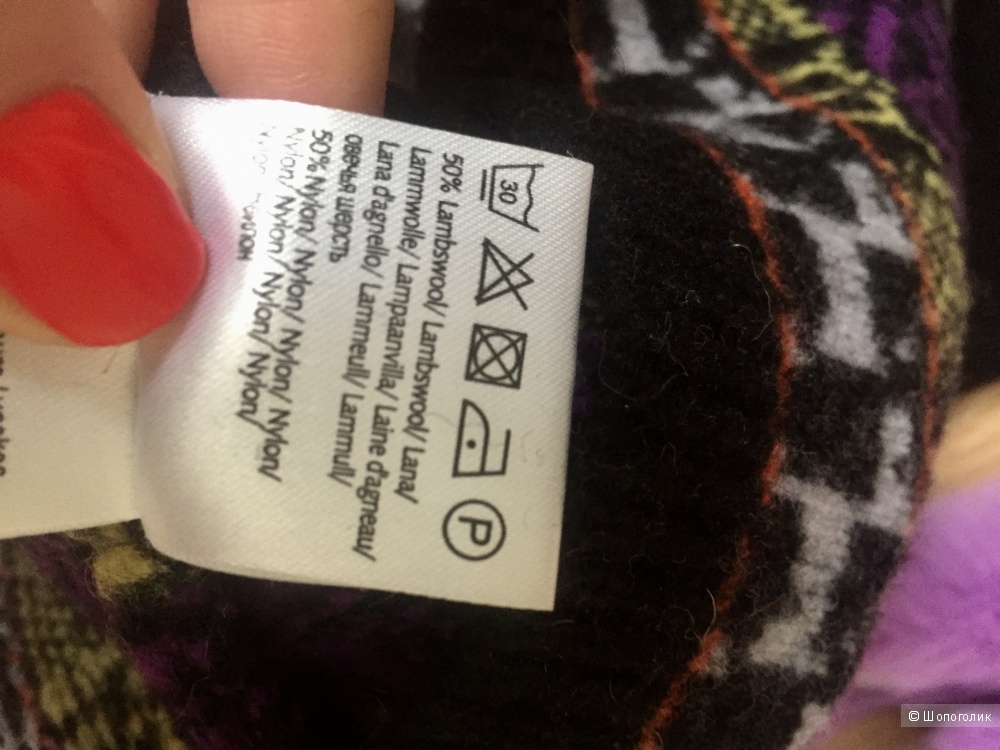 30 P
50% Lambswool/ Lambswool/ Lana/
Lammwolle/ Lampaanvilla/ Laine d'agneau/
Lana d'agnello/ Lammeull/ Lammull/
овечья шерсть
50% Nylon/ Nylon/ Nylon/ Nylon/
Nylon/ Nylon/ Nylon/ Nylon/
© Шопоголик